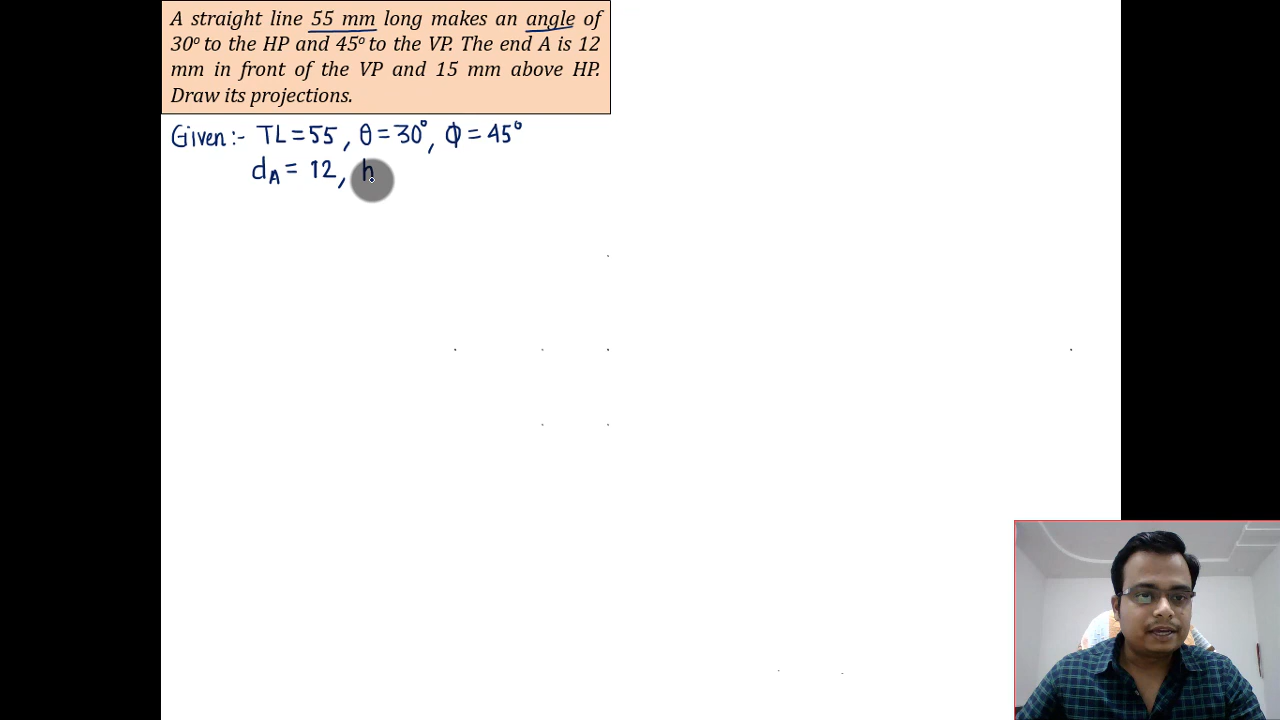 A straight line 55 mm long makes an angle of
30° to the HP and 45° to the VP. The end A is 12
mm in front of the VP and 15 mm above HP.
Draw its projections.
Given :- TL = 55 , θ = 30° , ϕ = 45°
dA = 12, h